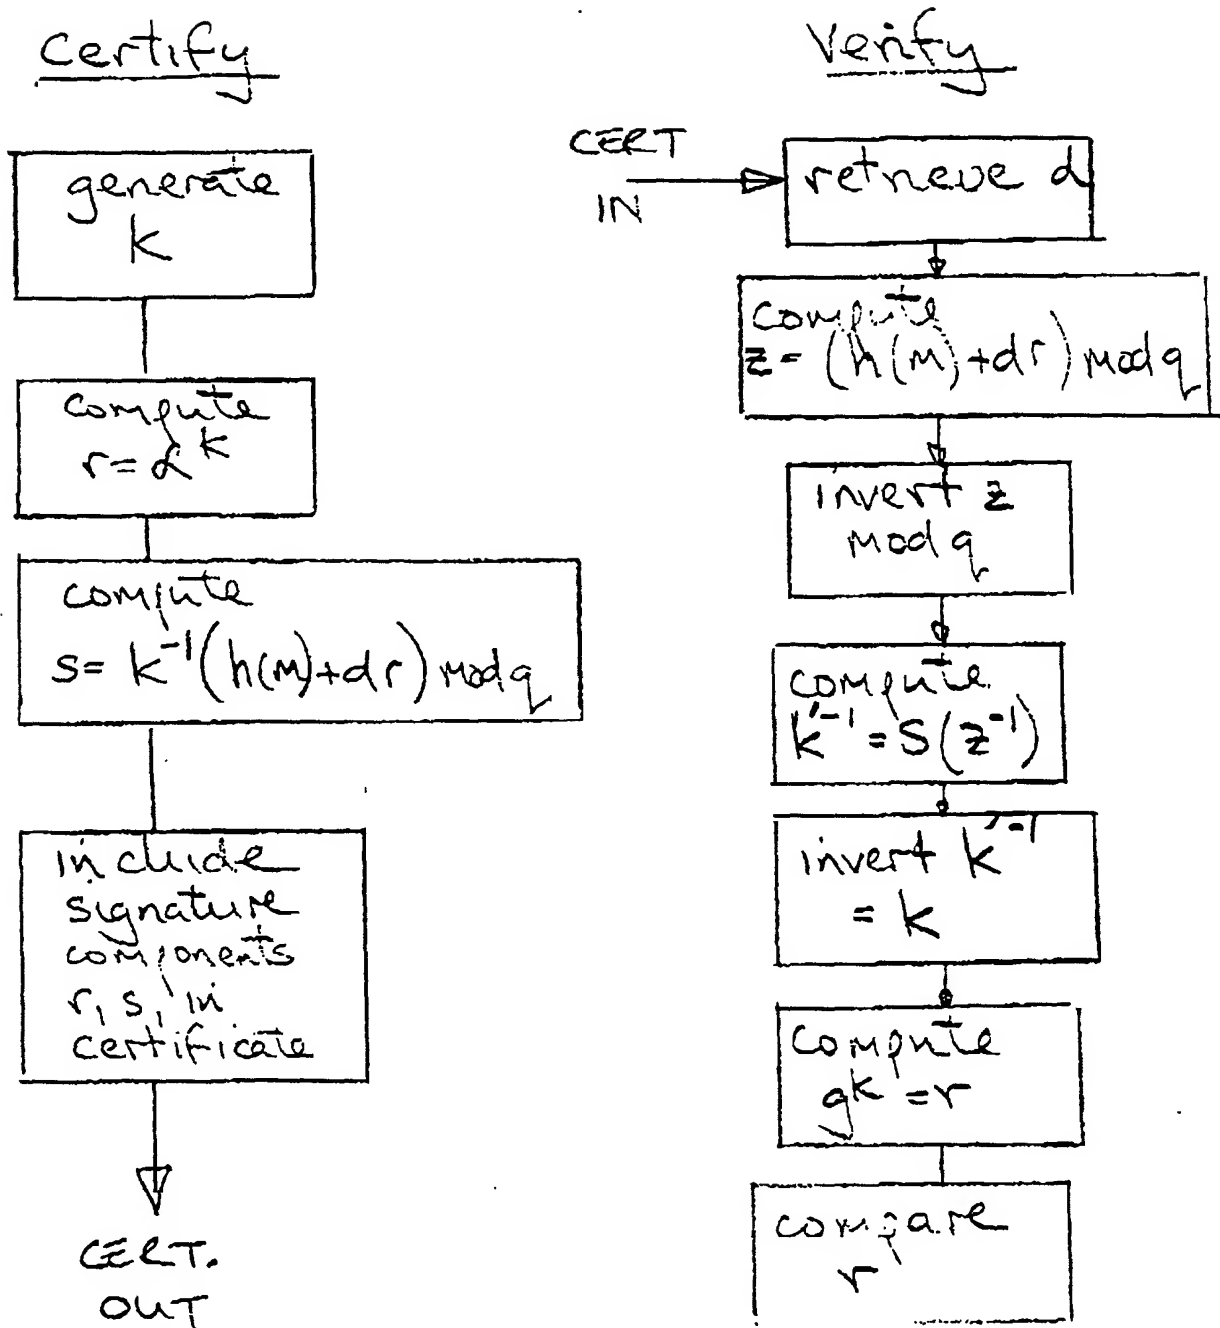 Certify
generate
k
compute
r=α^k
compute
s= k^-1(h(m)+dr) mod q
include
signature
components
r, s, in
certificate
CERT.
OUT
Verify
CERT
IN
retrieve d
compute
z= (h(m)+dr) mod q
invert z
mod q
compute
k'^-1 = s(z^-1)
invert k'^-1
= k
compute
g^k =r
compare
r